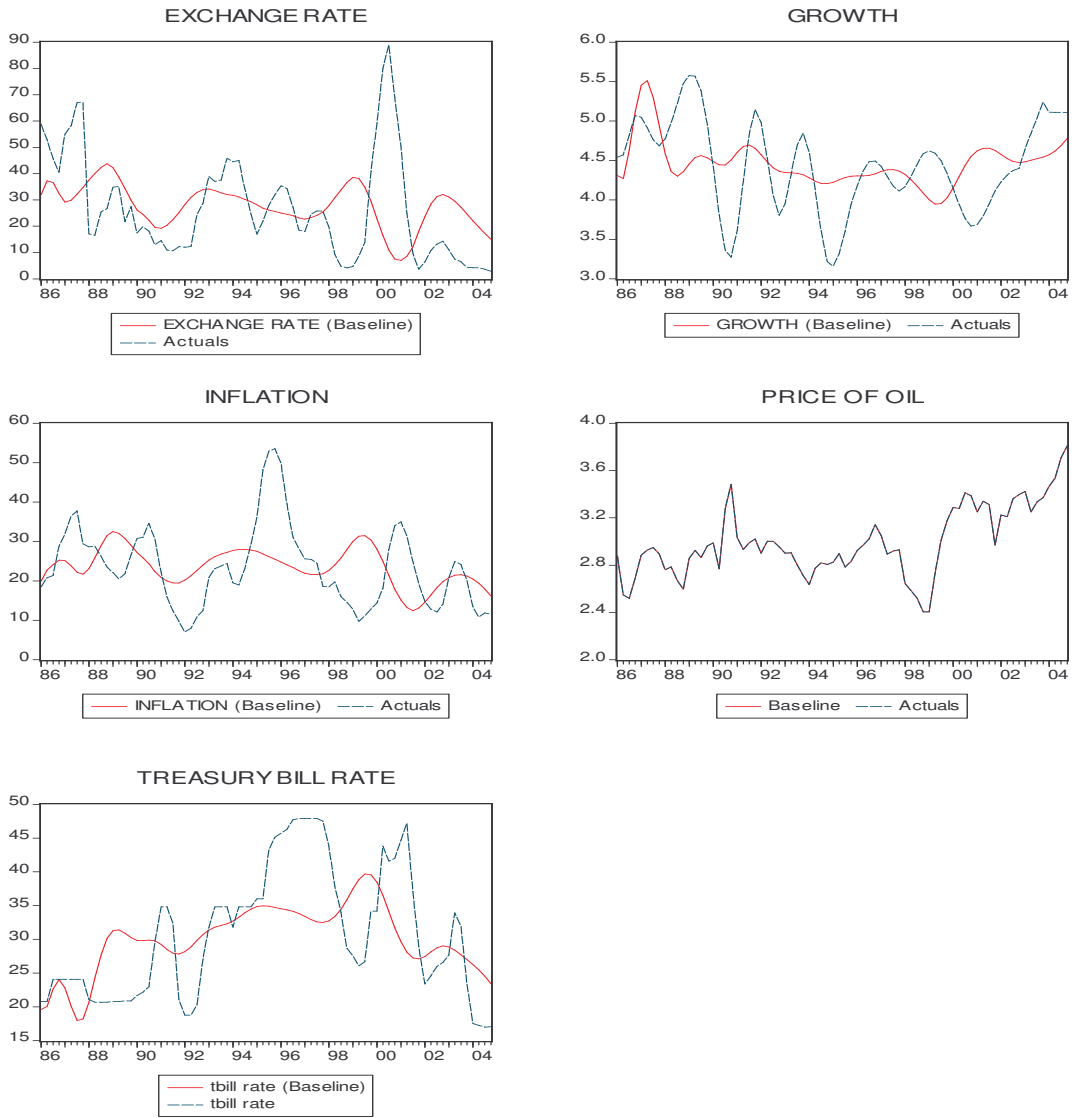 EXCHANGE RATE
90
80
70
60
50
40
30
20
10
0
86 88 90 92 94 96 98 00 02 04
EXCHANGE RATE (Baseline)
Actuals
GROWTH
6.0
5.5
5.0
4.5
4.0
3.5
3.0
86 88 90 92 94 96 98 00 02 04
GROWTH (Baseline) Actuals
INFLATION
60
50
40
30
20
10
0
86 88 90 92 94 96 98 00 02 04
INFLATION (Baseline) Actuals
PRICE OF OIL
4.0
3.6
3.2
2.8
2.4
2.0
86 88 90 92 94 96 98 00 02 04
Baseline Actuals
TREASURY BILL RATE
50
45
40
35
30
25
20
15
86 88 90 92 94 96 98 00 02 04
tbill rate (Baseline)
tbill rate